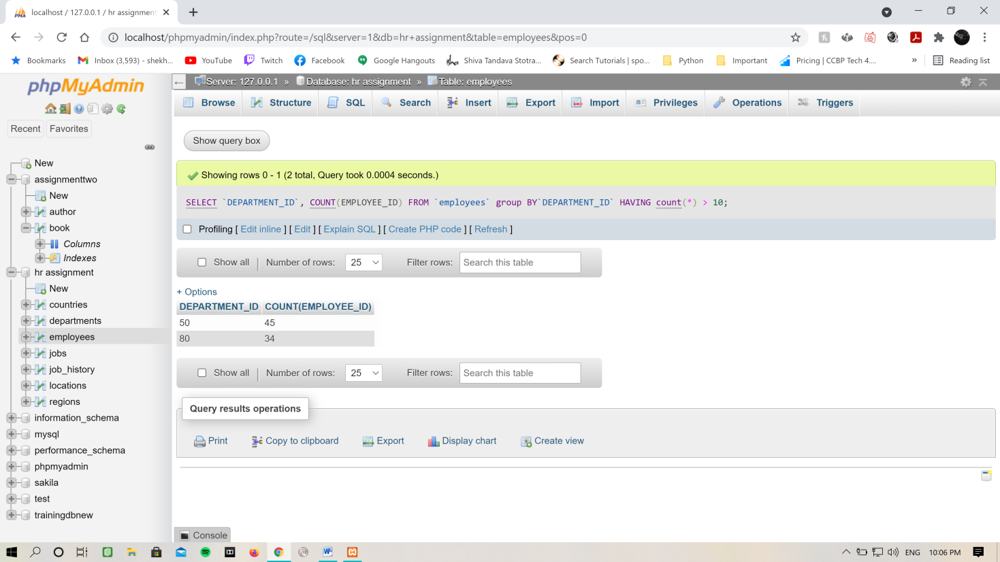 localhost / 127.0.0.1 / hr assignment
localhost/phpmyadmin/index.php?route=/sql&server=1&db=hr+assignment&table=employees&pos=0
Bookmarks
Inbox (3,593) - shekh...
YouTube
Twitch
Facebook
Google Hangouts
Shiva Tandava Stotra...
Search Tutorials | spo...
Python
Important
Pricing | CCBP Tech 4....
»
Reading list
phpMyAdmin
Recent
Favorites
New
assignmenttwo
New
author
book
Columns
Indexes
hr assignment
New
countries
departments
employees
jobs
job_history
locations
regions
information_schema
mysql
performance_schema
phpmyadmin
sakila
test
trainingdbnew
Server: 127.0.0.1 » Database: hr assignment » Table: employees
Browse
Structure
SQL
Search
Insert
Export
Import
Privileges
Operations
Triggers
Show query box
Showing rows 0 - 1 (2 total, Query took 0.0004 seconds.)
SELECT `DEPARTMENT_ID`, COUNT(EMPLOYEE_ID) FROM `employees` group BY`DEPARTMENT_ID` HAVING count(*) > 10;
Profiling [ Edit inline ] [ Edit ] [ Explain SQL ] [ Create PHP code ] [ Refresh ]
Show all | Number of rows: 25 Filter rows: Search this table
+ Options
DEPARTMENT_ID COUNT(EMPLOYEE_ID)
50 45
80 34
Show all | Number of rows: 25 Filter rows: Search this table
Query results operations
Print
Copy to clipboard
Export
Display chart
Create view
Console
ENG
10:06 PM